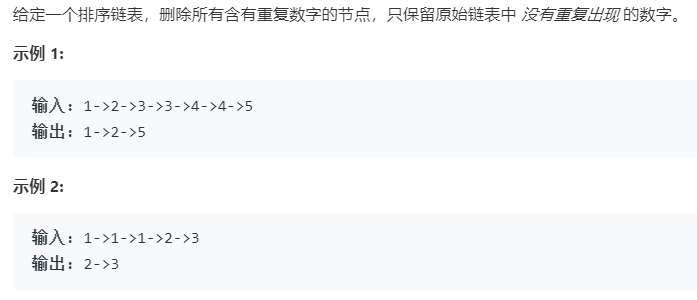 给定一个排序链表，删除所有含有重复数字的节点，只保留原始链表中 没有重复出现 的数字。
示例 1:
输入: 1->2->3->3->4->4->5
输出: 1->2->5
示例 2:
输入: 1->1->1->2->3
输出: 2->3